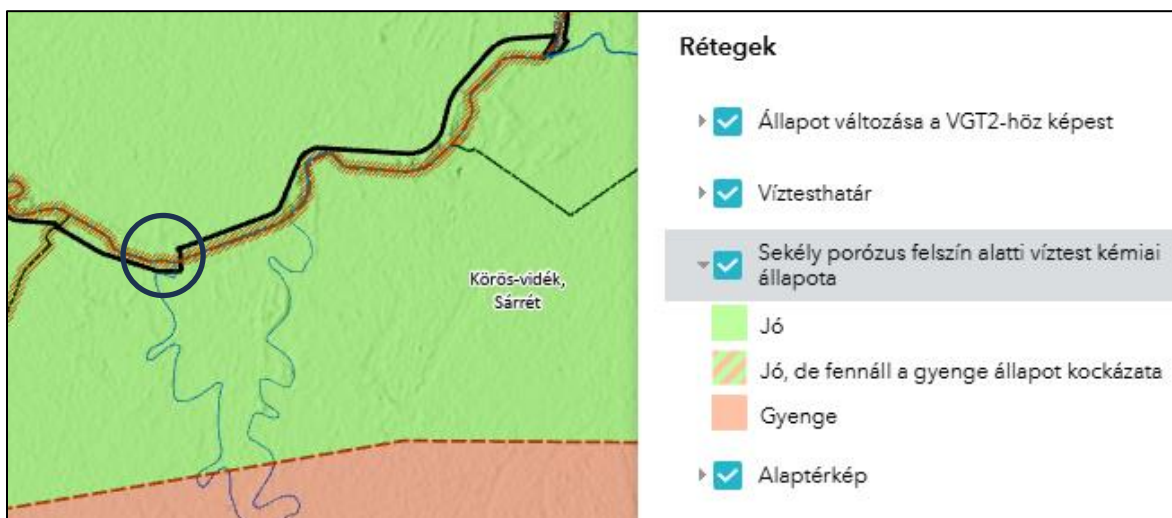 Körös-vidék,
Sárrét
Rétegek
Állapot változása a VGT2-höz képest
Víztesthatár
Sekély porózus felszín alatti víztest kémiai
állapota
Jó
Jó, de fennáll a gyenge állapot kockázata
Gyenge
Alaptérkép